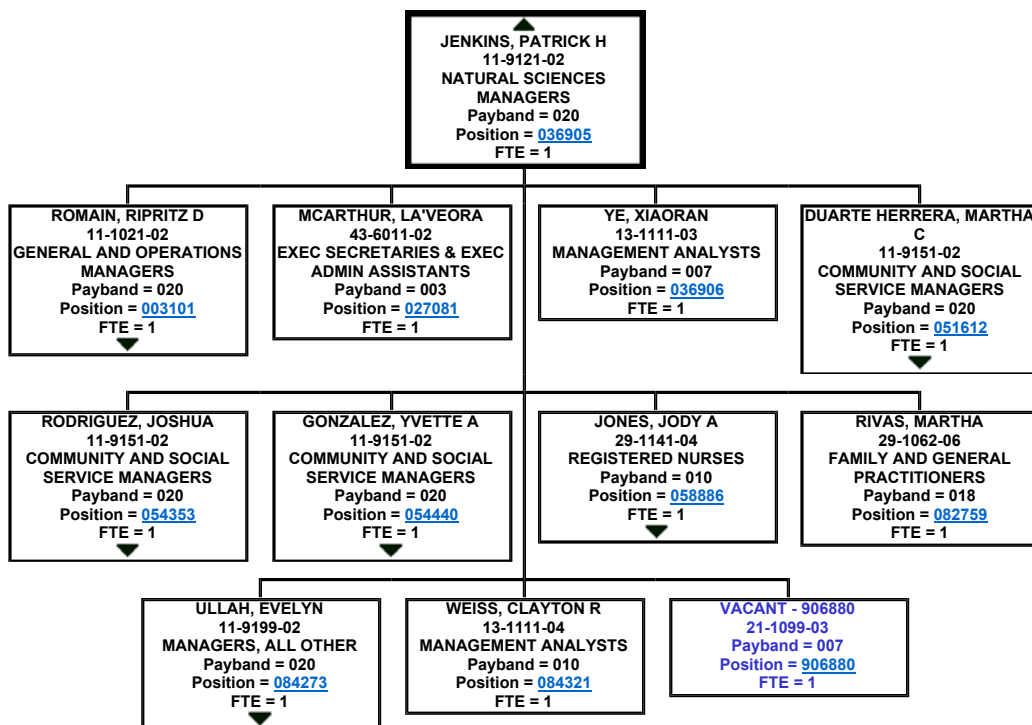 JENKINS, PATRICK H
11-9121-02
NATURAL SCIENCES
MANAGERS
Payband = 020
Position = 036905
FTE = 1
ROMAIN, RIPRITZ D
11-1021-02
GENERAL AND OPERATIONS
MANAGERS
Payband = 020
Position = 003101
FTE = 1
MCARTHUR, LA'VEORA
43-6011-02
EXEC SECRETARIES & EXEC
ADMIN ASSISTANTS
Payband = 003
Position = 027081
FTE = 1
YE, XIAORAN
13-1111-03
MANAGEMENT ANALYSTS
Payband = 007
Position = 036906
FTE = 1
DUARTE HERRERA, MARTHA
C
11-9151-02
COMMUNITY AND SOCIAL
SERVICE MANAGERS
Payband = 020
Position = 051612
FTE = 1
RODRIGUEZ, JOSHUA
11-9151-02
COMMUNITY AND SOCIAL
SERVICE MANAGERS
Payband = 020
Position = 054353
FTE = 1
GONZALEZ, YVETTE A
11-9151-02
COMMUNITY AND SOCIAL
SERVICE MANAGERS
Payband = 020
Position = 054440
FTE = 1
JONES, JODY A
29-1141-04
REGISTERED NURSES
Payband = 010
Position = 058886
FTE = 1
RIVAS, MARTHA
29-1062-06
FAMILY AND GENERAL
PRACTITIONERS
Payband = 018
Position = 082759
FTE = 1
ULLAH, EVELYN
11-9199-02
MANAGERS, ALL OTHER
Payband = 020
Position = 084273
FTE = 1
WEISS, CLAYTON R
13-1111-04
MANAGEMENT ANALYSTS
Payband = 010
Position = 084321
FTE = 1
VACANT - 906880
21-1099-03
Payband = 007
Position = 906880
FTE = 1